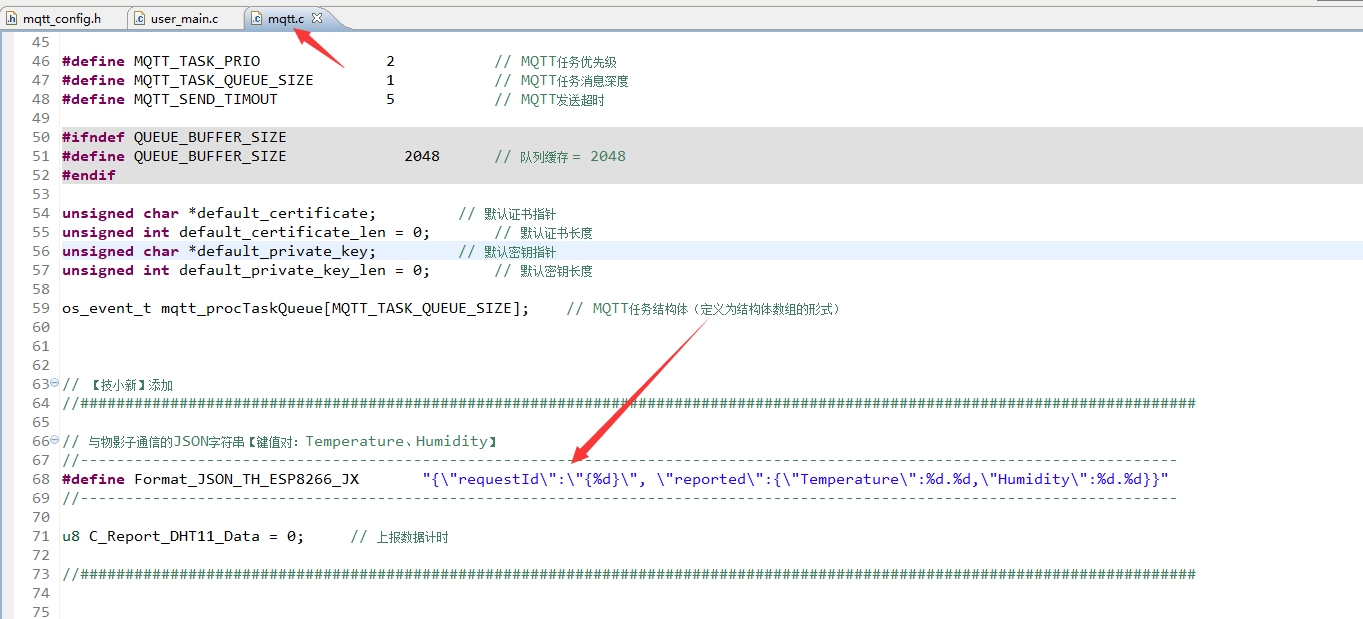 mqtt_config.h user_main.c mqtt.c
45
46 #define MQTT_TASK_PRIO 2 // MQTT任务优先级
47 #define MQTT_TASK_QUEUE_SIZE 1 // MQTT任务消息深度
48 #define MQTT_SEND_TIMOUT 5 // MQTT发送超时
49
50 #ifndef QUEUE_BUFFER_SIZE
51 #define QUEUE_BUFFER_SIZE 2048 // 队列缓存 = 2048
52 #endif
53
54 unsigned char *default_certificate; // 默认证书指针
55 unsigned int default_certificate_len = 0; // 默认证书长度
56 unsigned char *default_private_key; // 默认密钥指针
57 unsigned int default_private_key_len = 0; // 默认密钥长度
58
59 os_event_t mqtt_procTaskQueue[MQTT_TASK_QUEUE_SIZE]; // MQTT任务结构体（定义为结构体数组的形式）
60
61
62
63 // 【技小新】添加
64 //############################################################################################################################
65
66 // 与物影子通信的JSON字符串【键值对：Temperature、Humidity】
67 //--------------------------------------------------------------------------------------------------------------------------
68 #define Format_JSON_TH_ESP8266_JX "{\"requestId\":\"{%d}\", \"reported\":{\"Temperature\":%d.%d,\"Humidity\":%d.%d}}"
69 //--------------------------------------------------------------------------------------------------------------------------
70
71 u8 C_Report_DHT11_Data = 0; // 上报数据计时
72
73 //############################################################################################################################
74
75